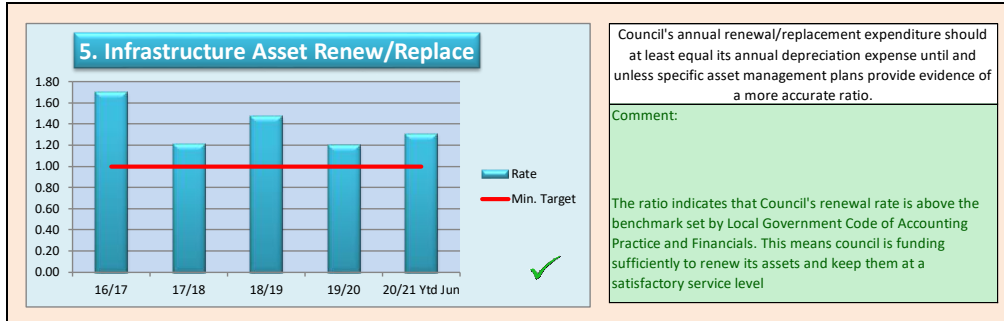 5. Infrastructure Asset Renew/Replace
1.80
1.60
1.40
1.20
1.00
0.80
0.60
0.40
0.20
0.00
16/17 17/18 18/19 19/20 20/21 Ytd Jun
Rate
Min. Target
Council's annual renewal/replacement expenditure should
at least equal its annual depreciation expense until and
unless specific asset management plans provide evidence of
a more accurate ratio.
Comment:
The ratio indicates that Council's renewal rate is above the
benchmark set by Local Government Code of Accounting
Practice and Financials. This means council is funding
sufficiently to renew its assets and keep them at a
satisfactory service level